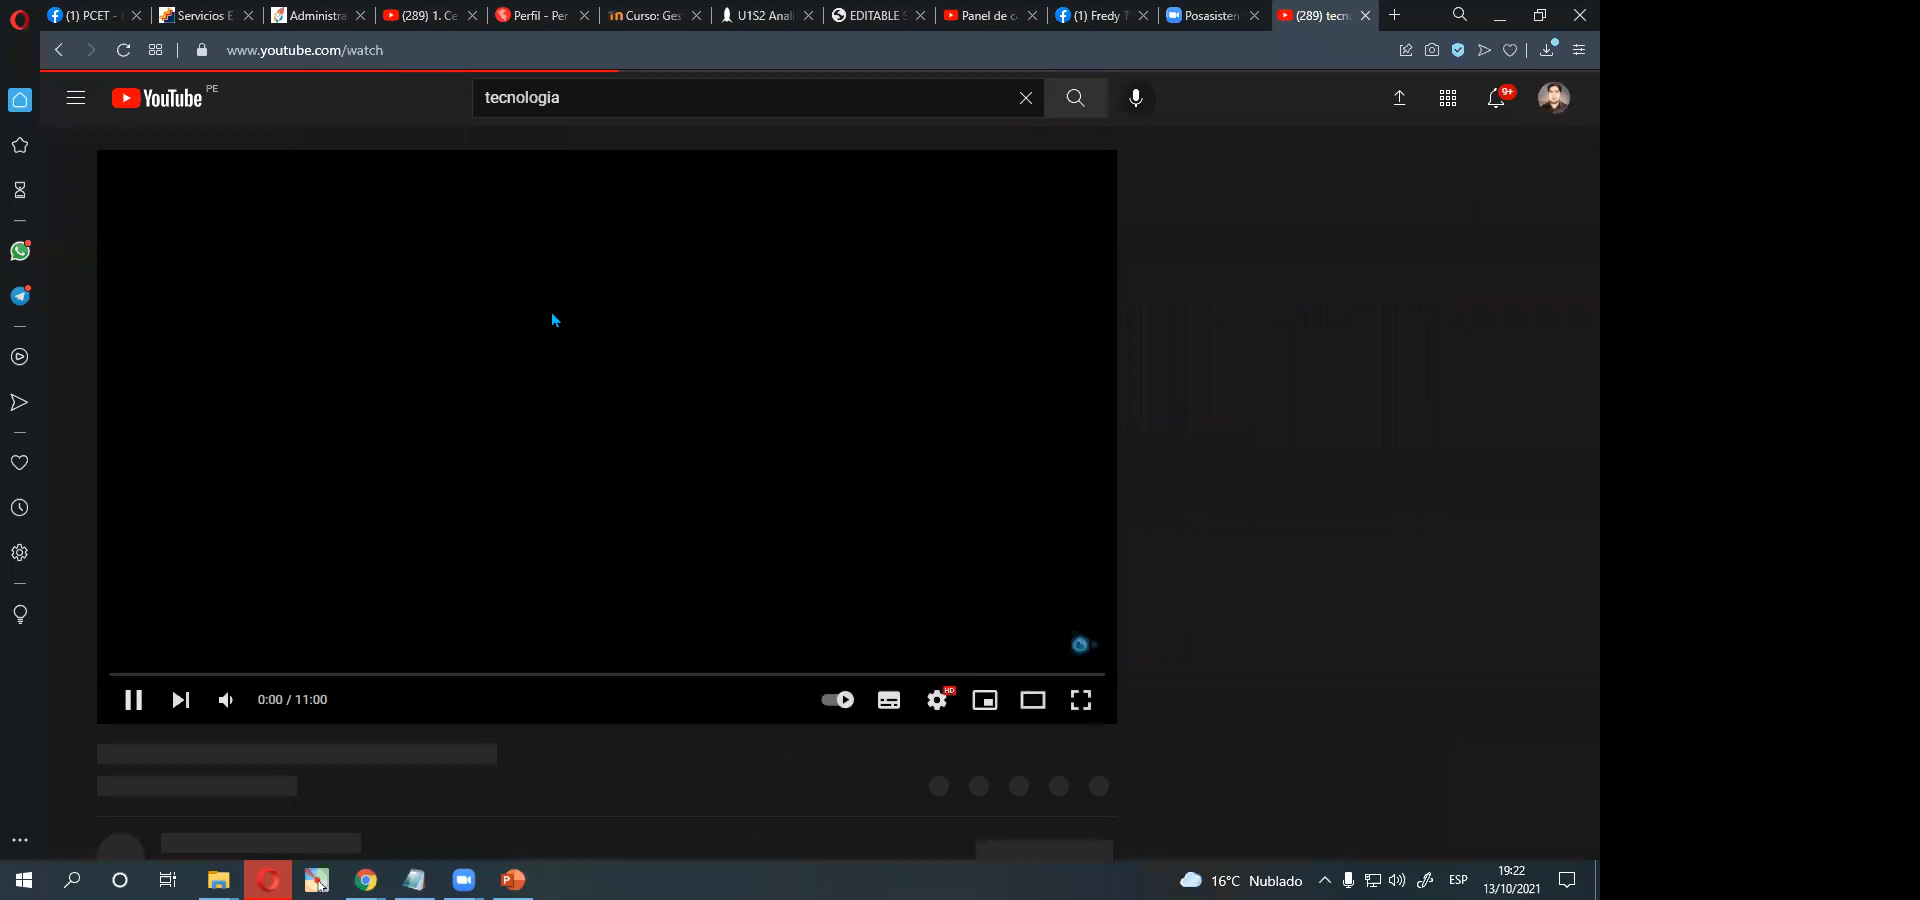 (1) PCET -
Servicios E
Administra
(289) 1. Ce
Perfil - Per
Curso: Ges
U1S2 Anali
EDITABLE S
Panel de c
(1) Fredy T
Posasisten
(289) tecn
www.youtube.com/watch
YouTube PE
tecnologia
9+
HD
0:00 / 11:00
16°C Nublado
ESP
19:22
13/10/2021